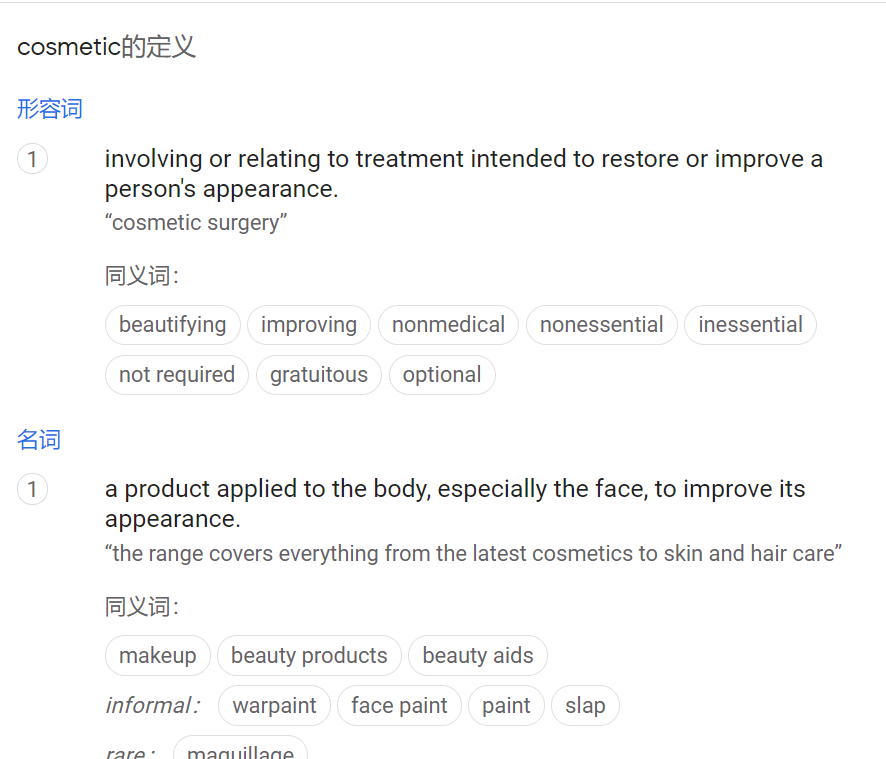 cosmetic的定义
形容词
1
involving or relating to treatment intended to restore or improve a
person's appearance.
“cosmetic surgery”
同义词：
beautifying improving nonmedical nonessential inessential
not required gratuitous optional
名词
1
a product applied to the body, especially the face, to improve its
appearance.
“the range covers everything from the latest cosmetics to skin and hair care”
同义词：
makeup beauty products beauty aids
informal： warpaint face paint paint slap
rare： maquillage